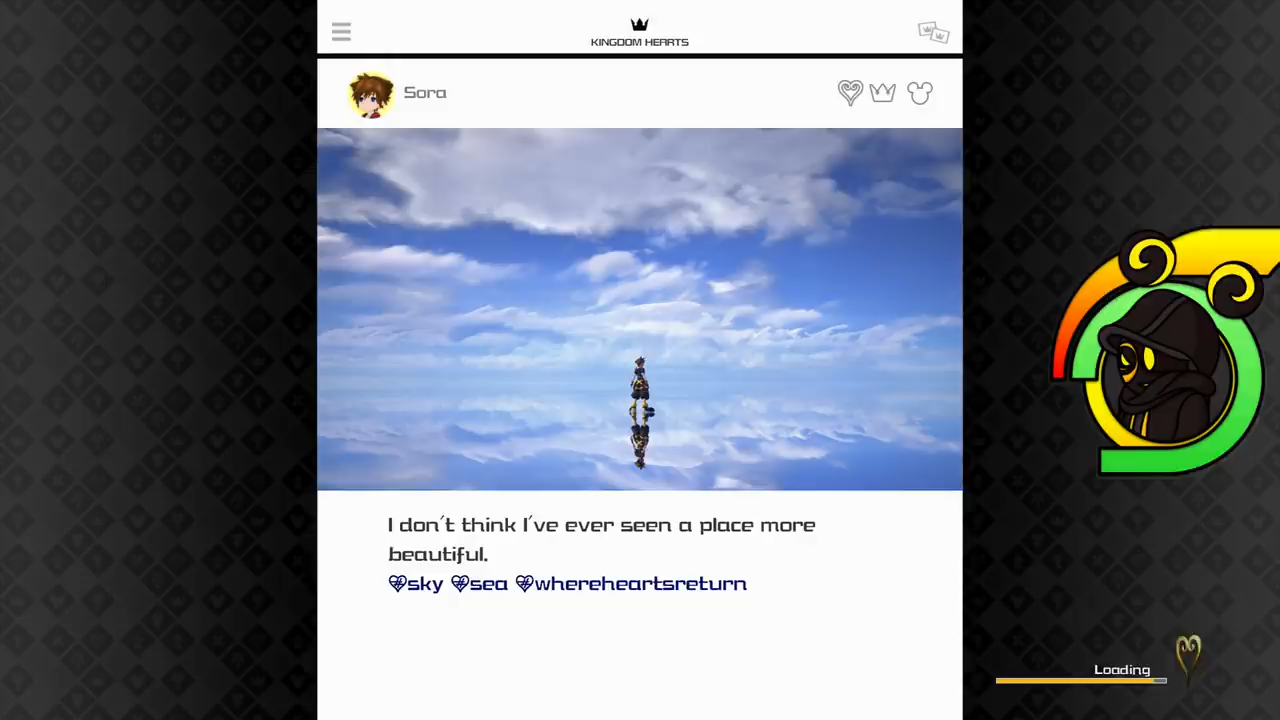 KINGDOM HEARTS
Sora
I don't think I've ever seen a place more
beautiful.
sky sea whereheartsreturn
Loading